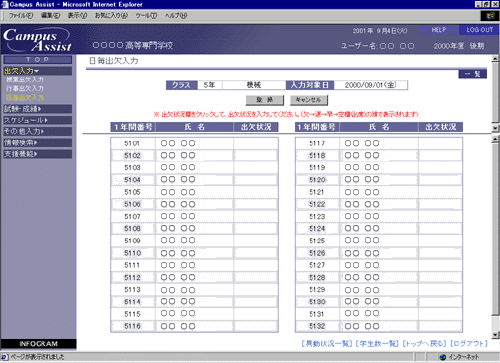 Campus Assist - Microsoft Internet Explorer
ファイル(F) 編集(E) 表示(V) お気に入り(A) ツール(T) ヘルプ(H)
Campus Assist
2001年 9月4日(火) HELP LOG OUT
○○○○高等専門学校 ユーザー名 ○○ ○○ 2000年度 後期
TOP
出欠入力
授業出欠入力
行事出欠入力
日毎出欠入力
試験・成績
スケジュール
その他入力
情報検索
支援機能
INFOGRAM
日毎出欠入力
一覧
クラス 5年 機械 入力対象日 2000/09/01(金)
登録 キャンセル
※ 出欠状況欄をクリックして、出欠状況を入力してください。(欠→遅→早→空欄(出席)の順で表示されます)
1年間番号 氏 名 出欠状況 1年間番号 氏 名 出欠状況
5101 ○○ ○○ 5117 ○○ ○○
5102 ○○ ○○ 5118 ○○ ○○
5103 ○○ ○○ 5119 ○○ ○○
5104 ○○ ○○ 5120 ○○ ○○
5105 ○○ ○○ 5121 ○○ ○○
5106 ○○ ○○ 5122 ○○ ○○
5107 ○○ ○○ 5123 ○○ ○○
5108 ○○ ○○ 5124 ○○ ○○
5109 ○○ ○○ 5125 ○○ ○○
5110 ○○ ○○ 5126 ○○ ○○
5111 ○○ ○○ 5127 ○○ ○○
5112 ○○ ○○ 5128 ○○ ○○
5113 ○○ ○○ 5129 ○○ ○○
5114 ○○ ○○ 5130 ○○ ○○
5115 ○○ ○○ 5131 ○○ ○○
5116 ○○ ○○ 5132 ○○ ○○
[異動状況一覧] [学生数一覧] [トップへ戻る] [ログアウト]
ページが表示されました インターネット